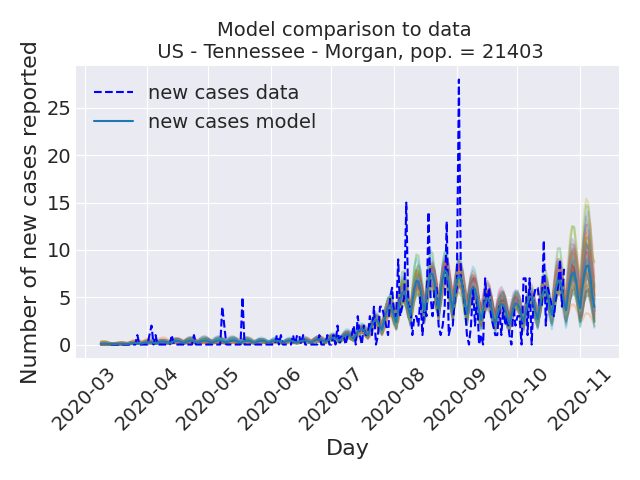 Model comparison to data
US - Tennessee - Morgan, pop. = 21403
Number of new cases reported
new cases data
new cases model
25
20
15
10
5
0
2020-03
2020-04
2020-05
2020-06
2020-07
2020-08
2020-09
2020-10
2020-11
Day